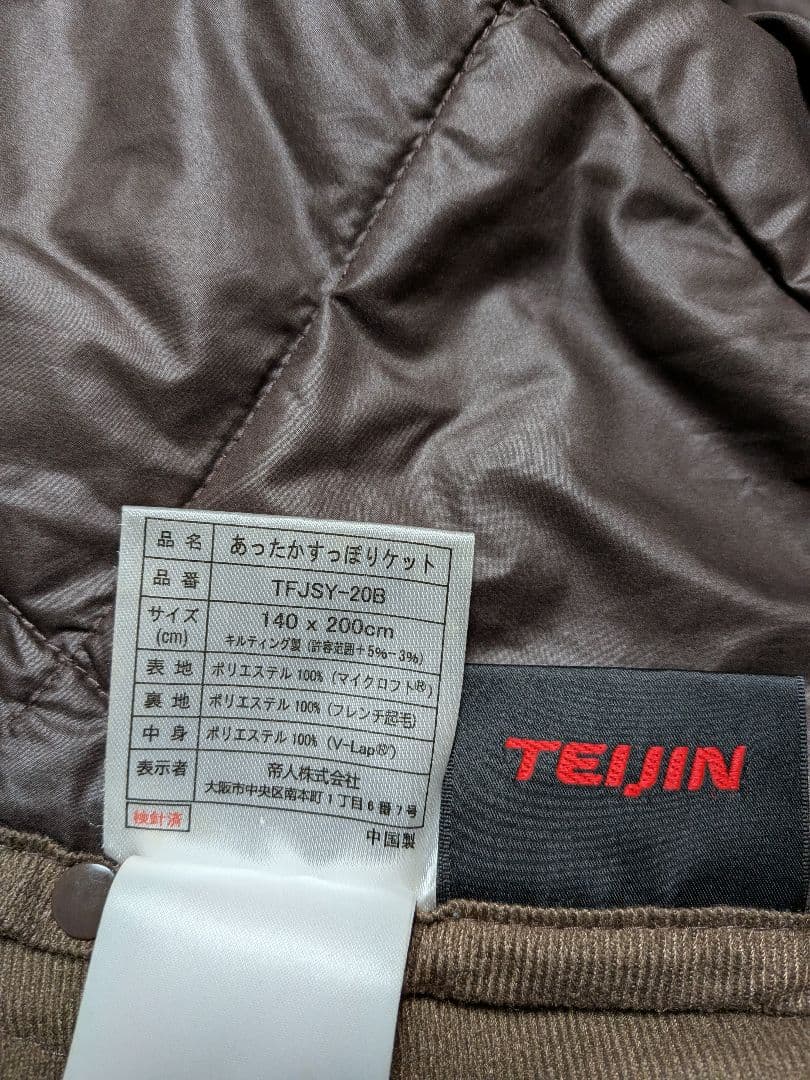 品名 あったかすっぽりケット
品番 TFJSY-20B
サイズ(cm) 140 x 200cm
キルティング製 (許容範囲+5%-3%)
表地 ポリエステル 100% (マイクロフト®)
裏地 ポリエステル 100% (フレンチ起毛)
中身 ポリエステル 100% (V-Lap®)
表示者 帝人株式会社
大阪市中央区南本町1丁目6番7号
検針済
中国製
TEIJIN